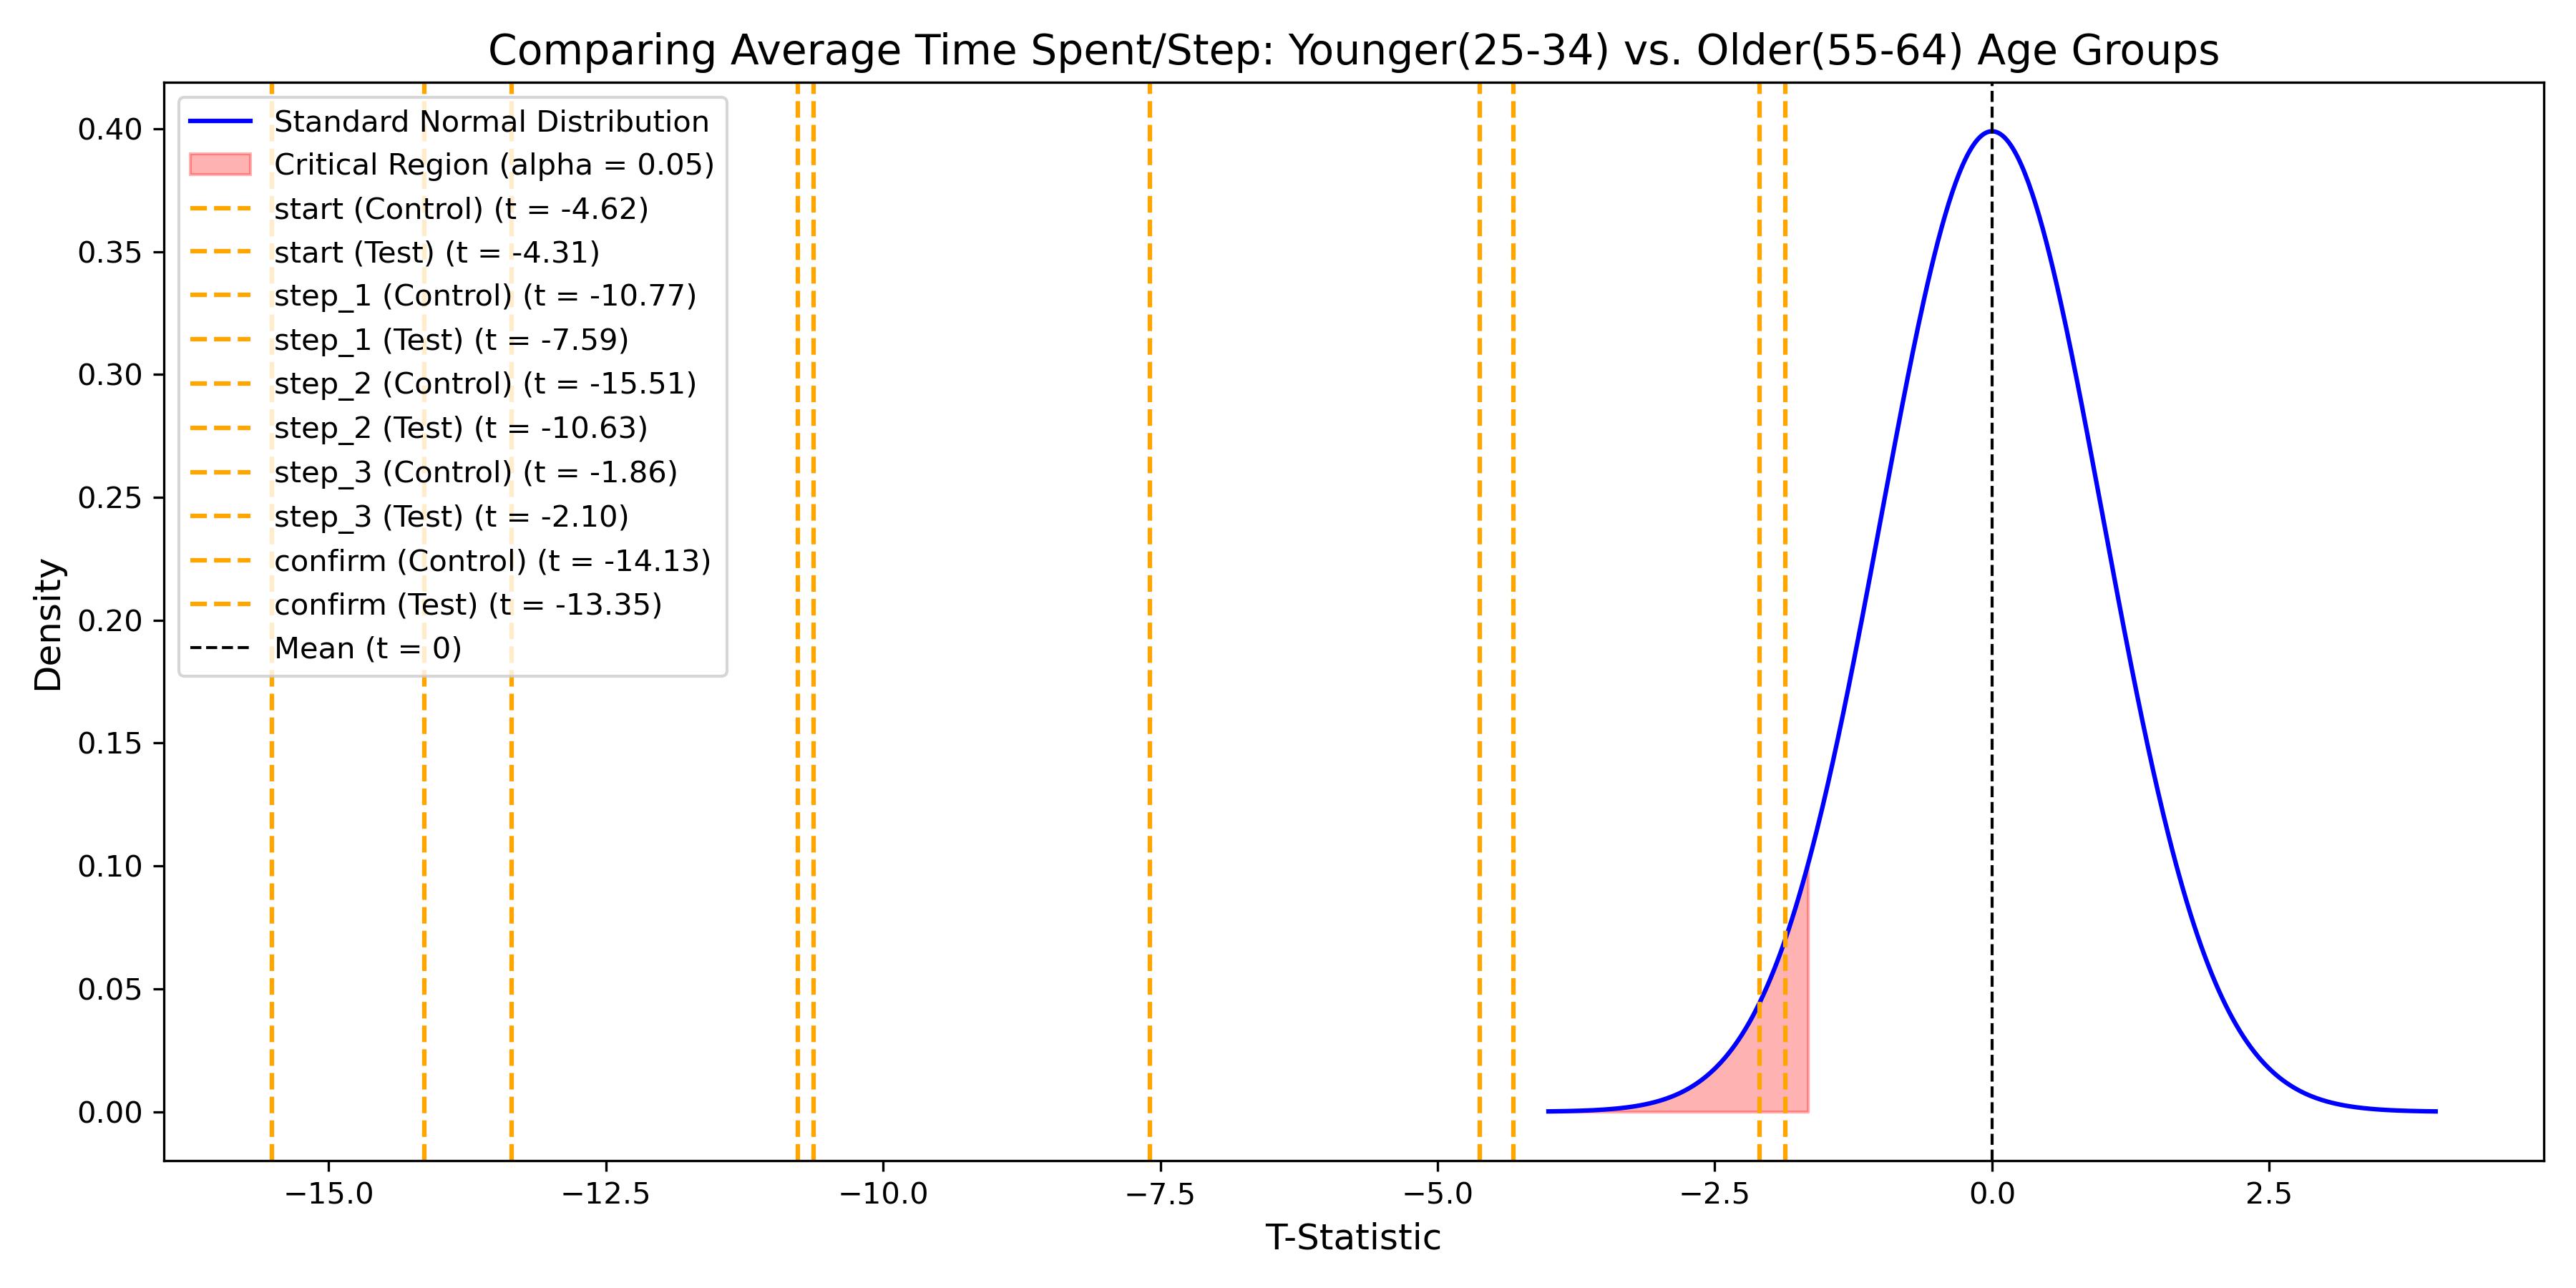 Comparing Average Time Spent/Step: Younger(25-34) vs. Older(55-64) Age Groups
Standard Normal Distribution
Critical Region (alpha = 0.05)
start (Control) (t = -4.62)
start (Test) (t = -4.31)
step_1 (Control) (t = -10.77)
step_1 (Test) (t = -7.59)
step_2 (Control) (t = -15.51)
step_2 (Test) (t = -10.63)
step_3 (Control) (t = -1.86)
step_3 (Test) (t = -2.10)
confirm (Control) (t = -14.13)
confirm (Test) (t = -13.35)
Mean (t = 0)
Density
0.40
0.35
0.30
0.25
0.20
0.15
0.10
0.05
0.00
−15.0 −12.5 −10.0 −7.5 −5.0 −2.5 0.0 2.5
T-Statistic